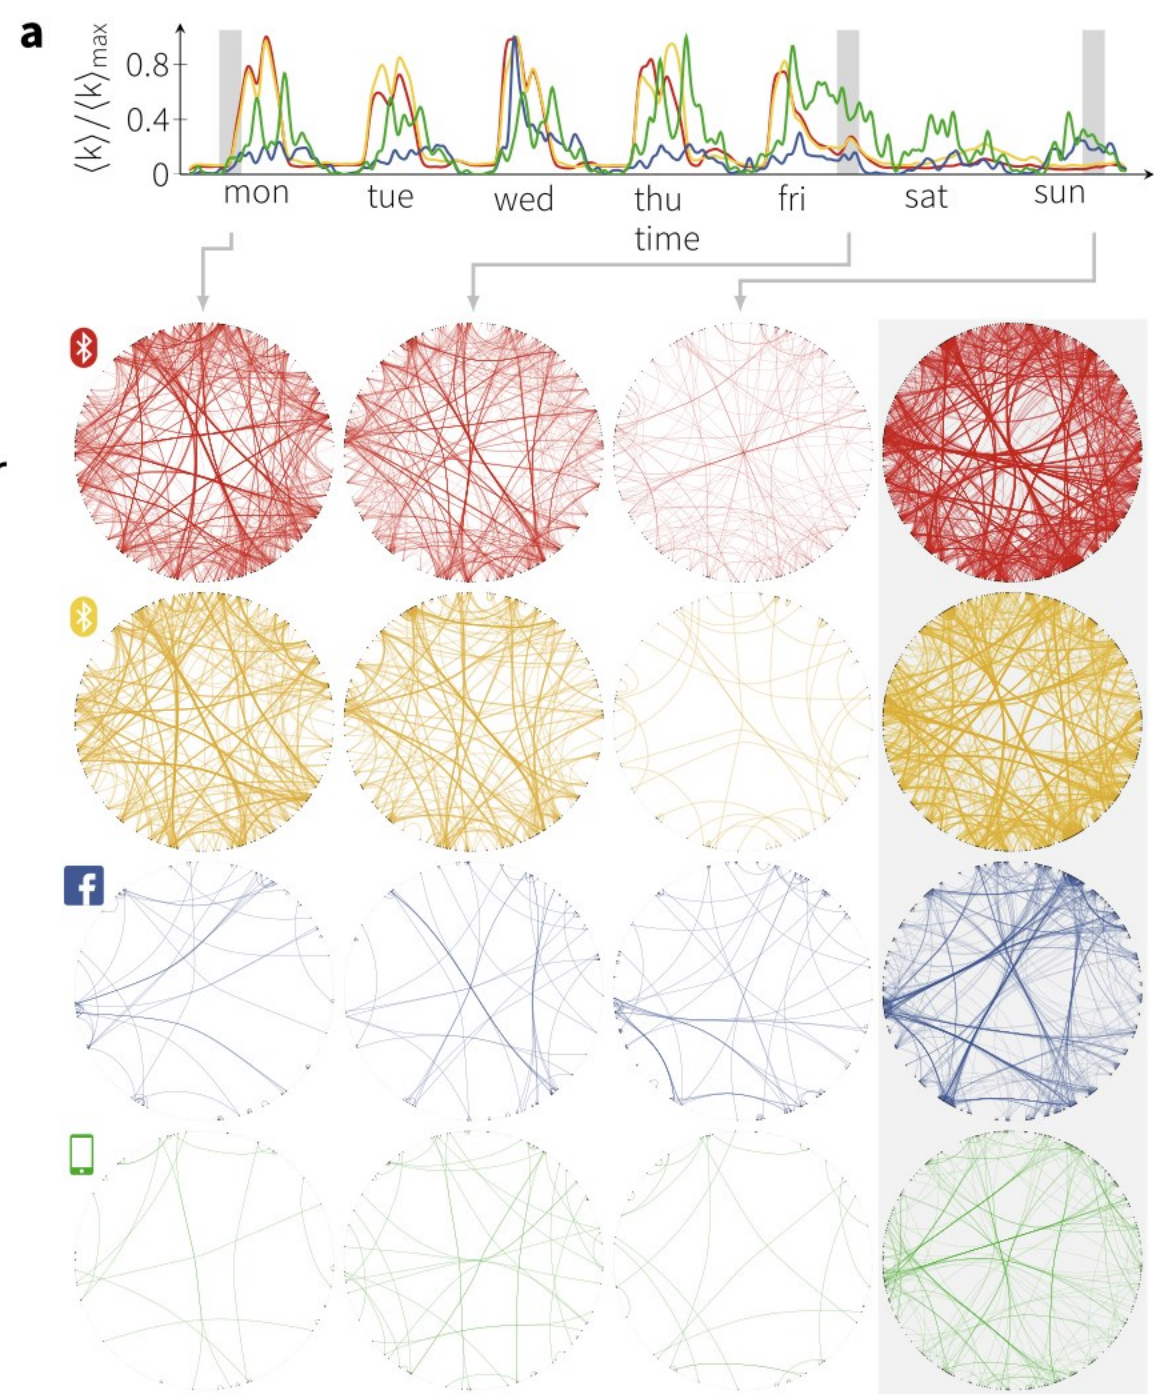 a
⟨k⟩/⟨k⟩max
0.8
0.4
0
mon tue wed thu fri sat sun
time
r
f